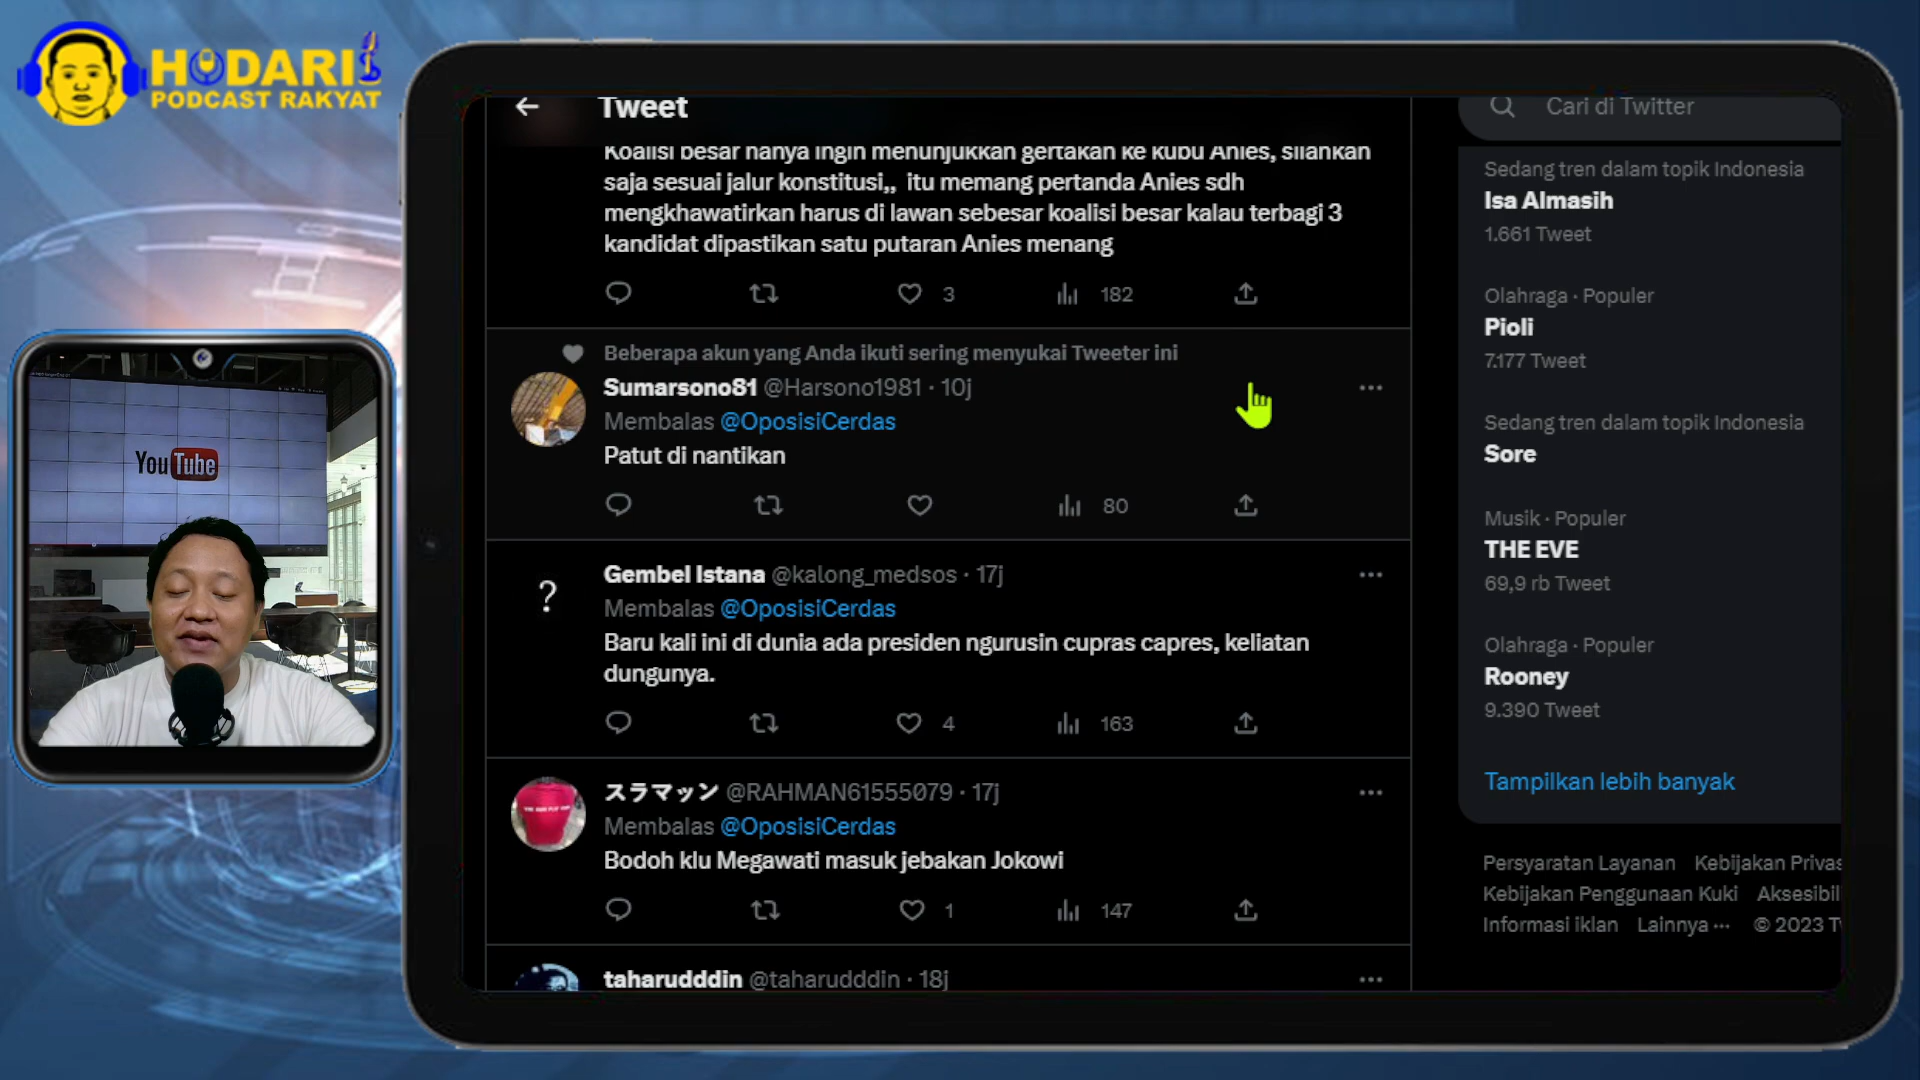 HODARI
PODCAST RAKYAT
YouTube
Tweet
Koalisi besar hanya ingin menunjukkan gertakan ke kubu Anies, silahkan
saja sesuai jalur konstitusi,, itu memang pertanda Anies sdh
mengkhawatirkan harus di lawan sebesar koalisi besar kalau terbagi 3
kandidat dipastikan satu putaran Anies menang
3
182
Beberapa akun yang Anda ikuti sering menyukai Tweeter ini
Sumarsono81 @Harsono1981 · 10j
Membalas @OposisiCerdas
Patut di nantikan
80
Gembel Istana @kalong_medsos · 17j
Membalas @OposisiCerdas
Baru kali ini di dunia ada presiden ngurusin cupras capres, keliatan
dungunya.
4
163
スラマッン @RAHMAN61555079 · 17j
Membalas @OposisiCerdas
Bodoh klu Megawati masuk jebakan Jokowi
1
147
taharudddin @taharudddin · 18j
Cari di Twitter
Sedang tren dalam topik Indonesia
Isa Almasih
1.661 Tweet
Olahraga · Populer
Pioli
7.177 Tweet
Sedang tren dalam topik Indonesia
Sore
Musik · Populer
THE EVE
69,9 rb Tweet
Olahraga · Populer
Rooney
9.390 Tweet
Tampilkan lebih banyak
Persyaratan Layanan Kebijakan Privas
Kebijakan Penggunaan Kuki Aksesibil
Informasi iklan Lainnya ··· © 2023 T